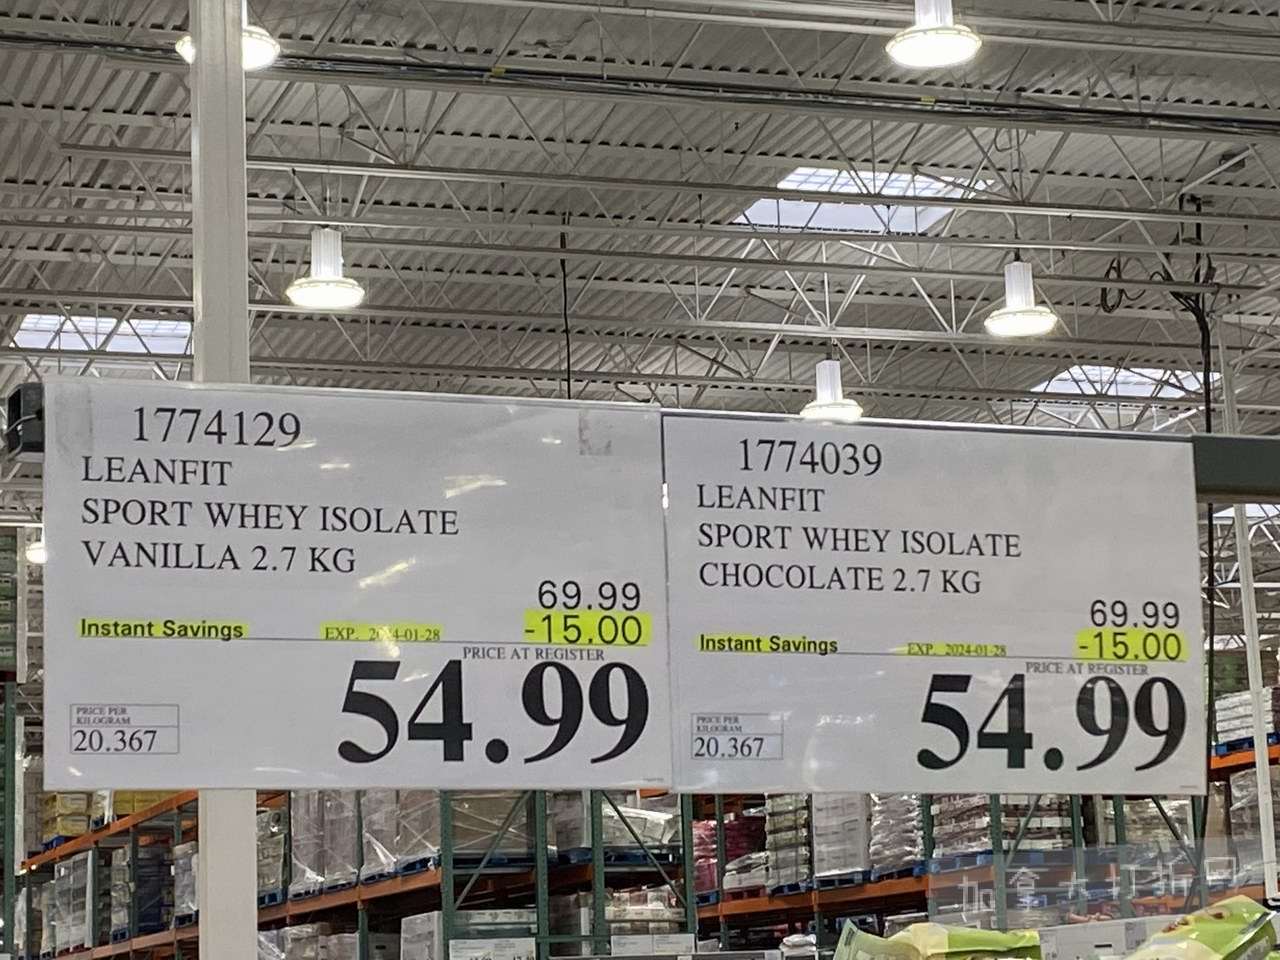 1774129
LEANFIT
SPORT WHEY ISOLATE
VANILLA 2.7 KG
69.99
Instant Savings EXP. 2024-01-28 -15.00
PRICE AT REGISTER
54.99
PRICE PER
KILOGRAM
20.367
1774039
LEANFIT
SPORT WHEY ISOLATE
CHOCOLATE 2.7 KG
69.99
Instant Savings EXP. 2024-01-28 -15.00
PRICE AT REGISTER
54.99
PRICE PER
KILOGRAM
20.367
加拿大打折网